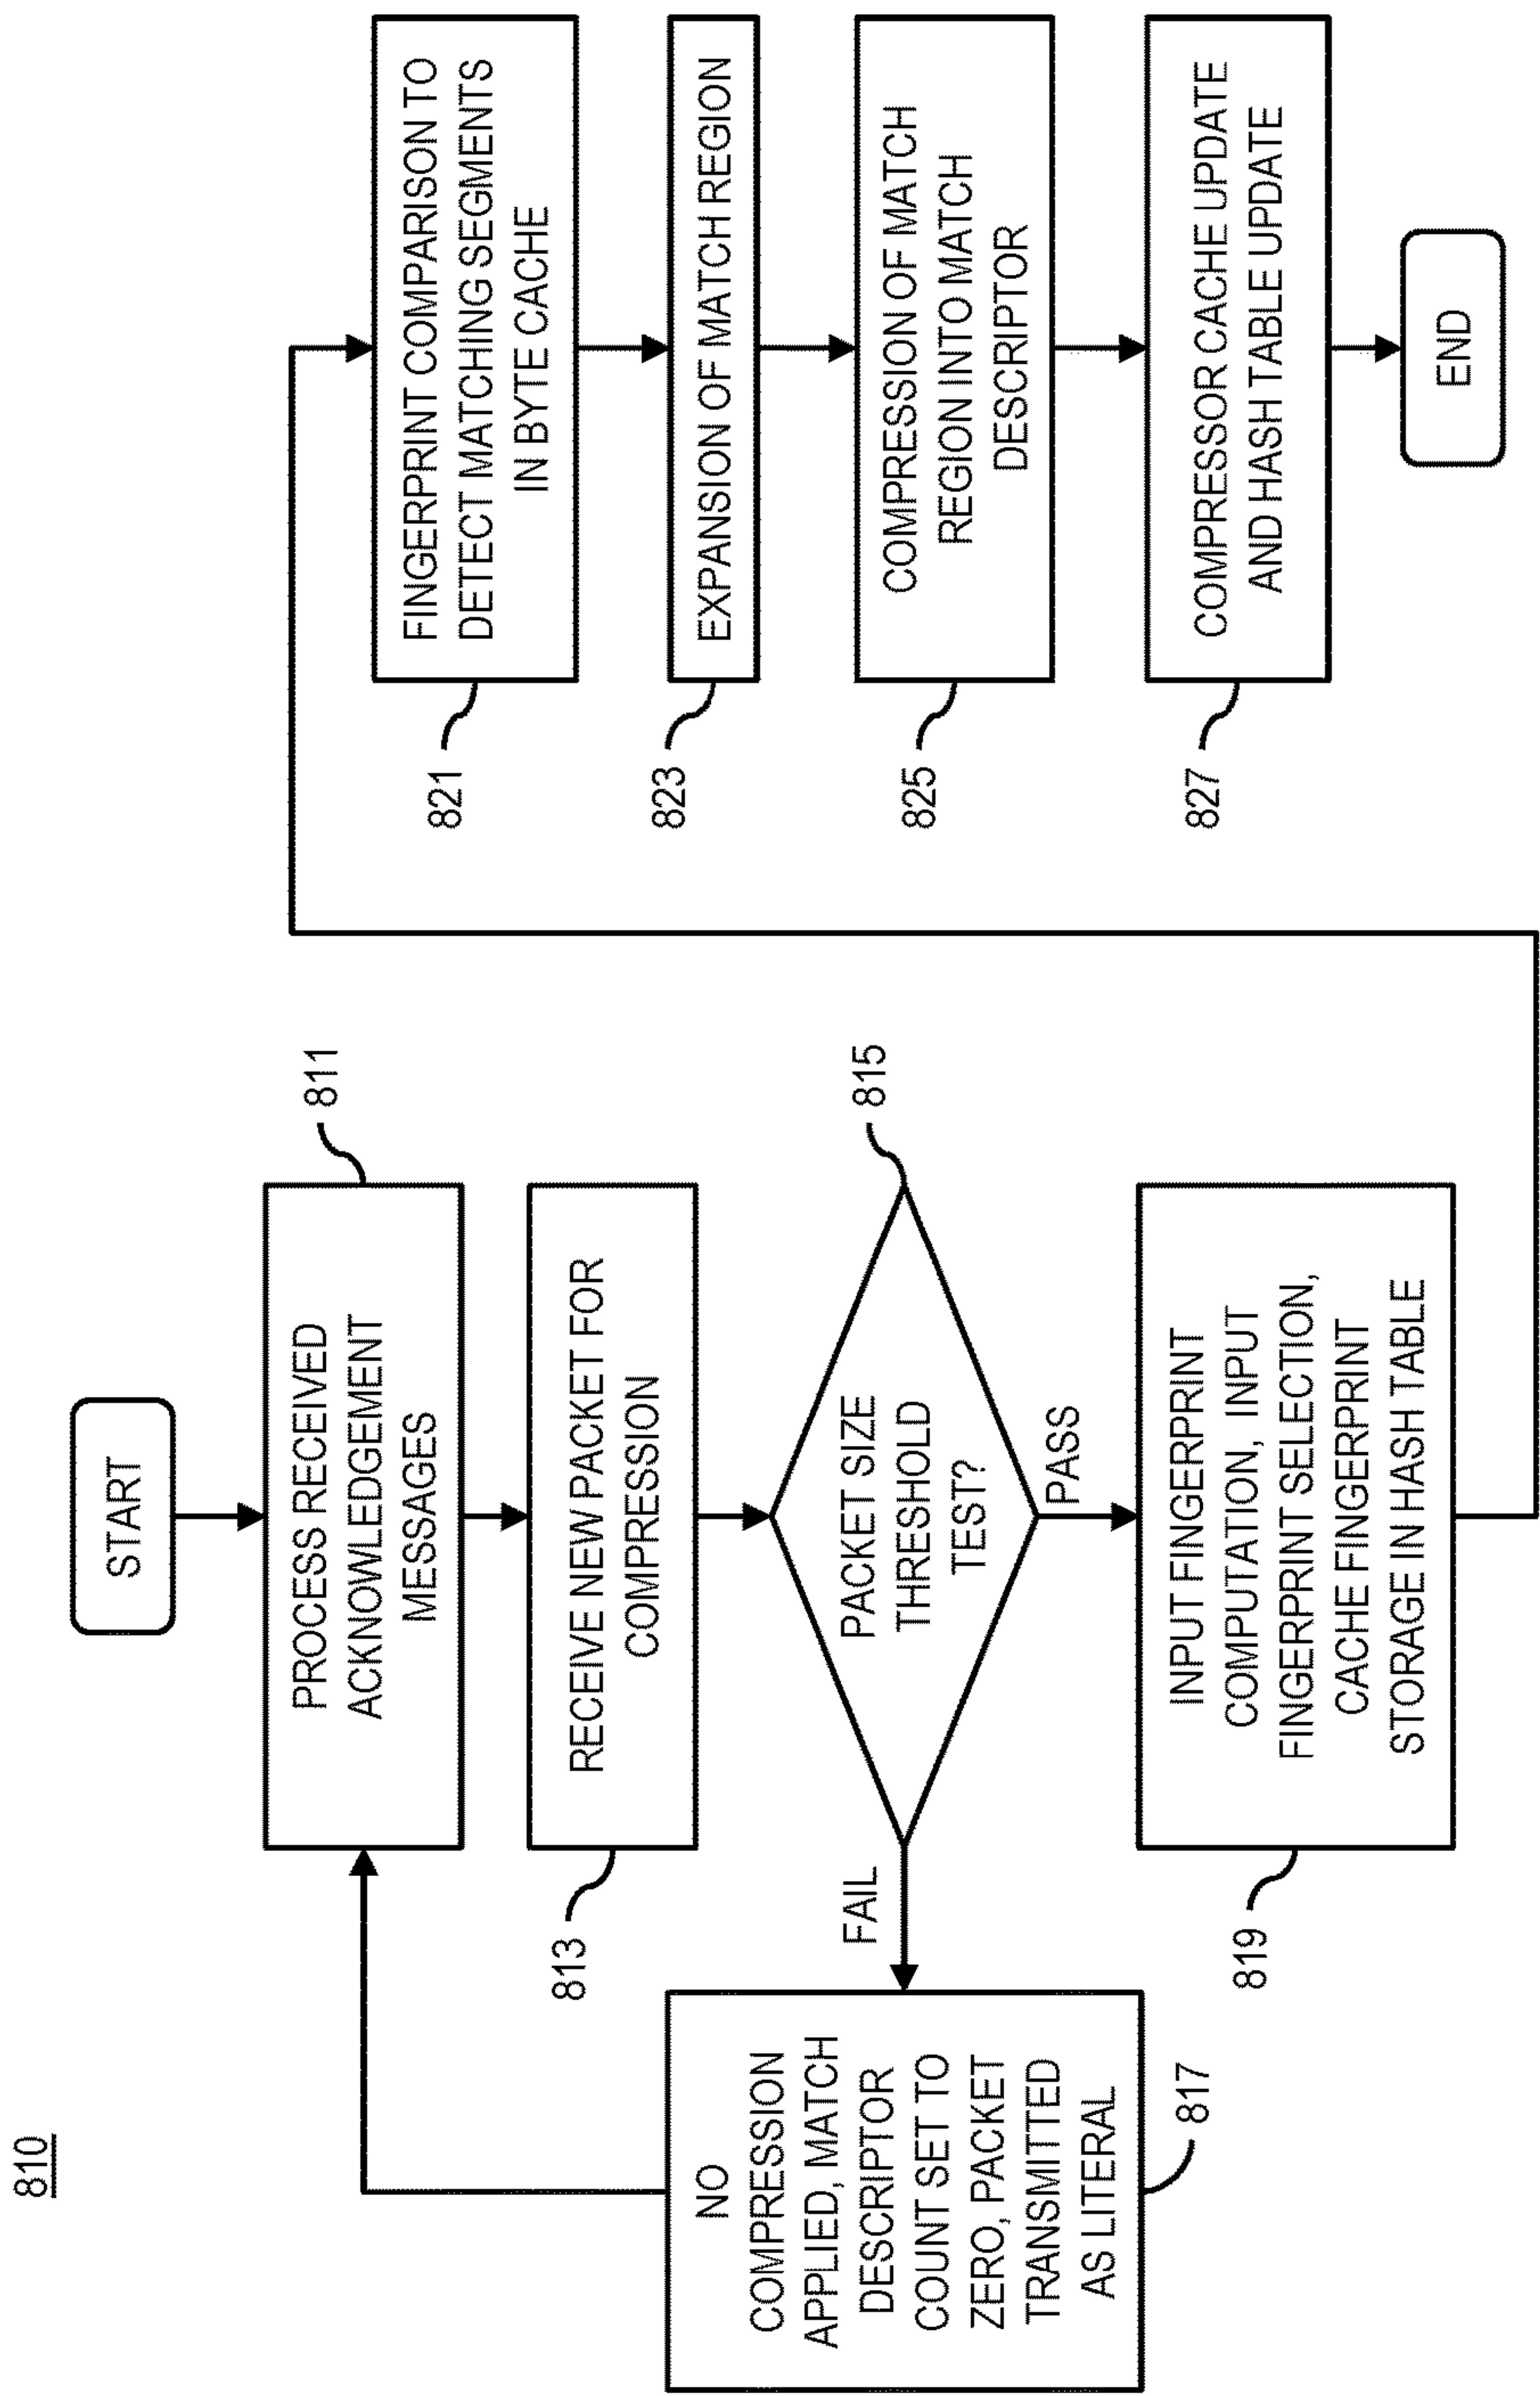 810
START
PROCESS RECEIVED
ACKNOWLEDGEMENT
MESSAGES
811
RECEIVE NEW PACKET FOR
COMPRESSION
813
PACKET SIZE
THRESHOLD
TEST?
815
FAIL
PASS
NO
COMPRESSION
APPLIED, MATCH
DESCRIPTOR
COUNT SET TO
ZERO, PACKET
TRANSMITTED
AS LITERAL
817
INPUT FINGERPRINT
COMPUTATION, INPUT
FINGERPRINT SELECTION,
CACHE FINGERPRINT
STORAGE IN HASH TABLE
819
FINGERPRINT COMPARISON TO
DETECT MATCHING SEGMENTS
IN BYTE CACHE
821
EXPANSION OF MATCH REGION
823
COMPRESSION OF MATCH
REGION INTO MATCH
DESCRIPTOR
825
COMPRESSOR CACHE UPDATE
AND HASH TABLE UPDATE
827
END